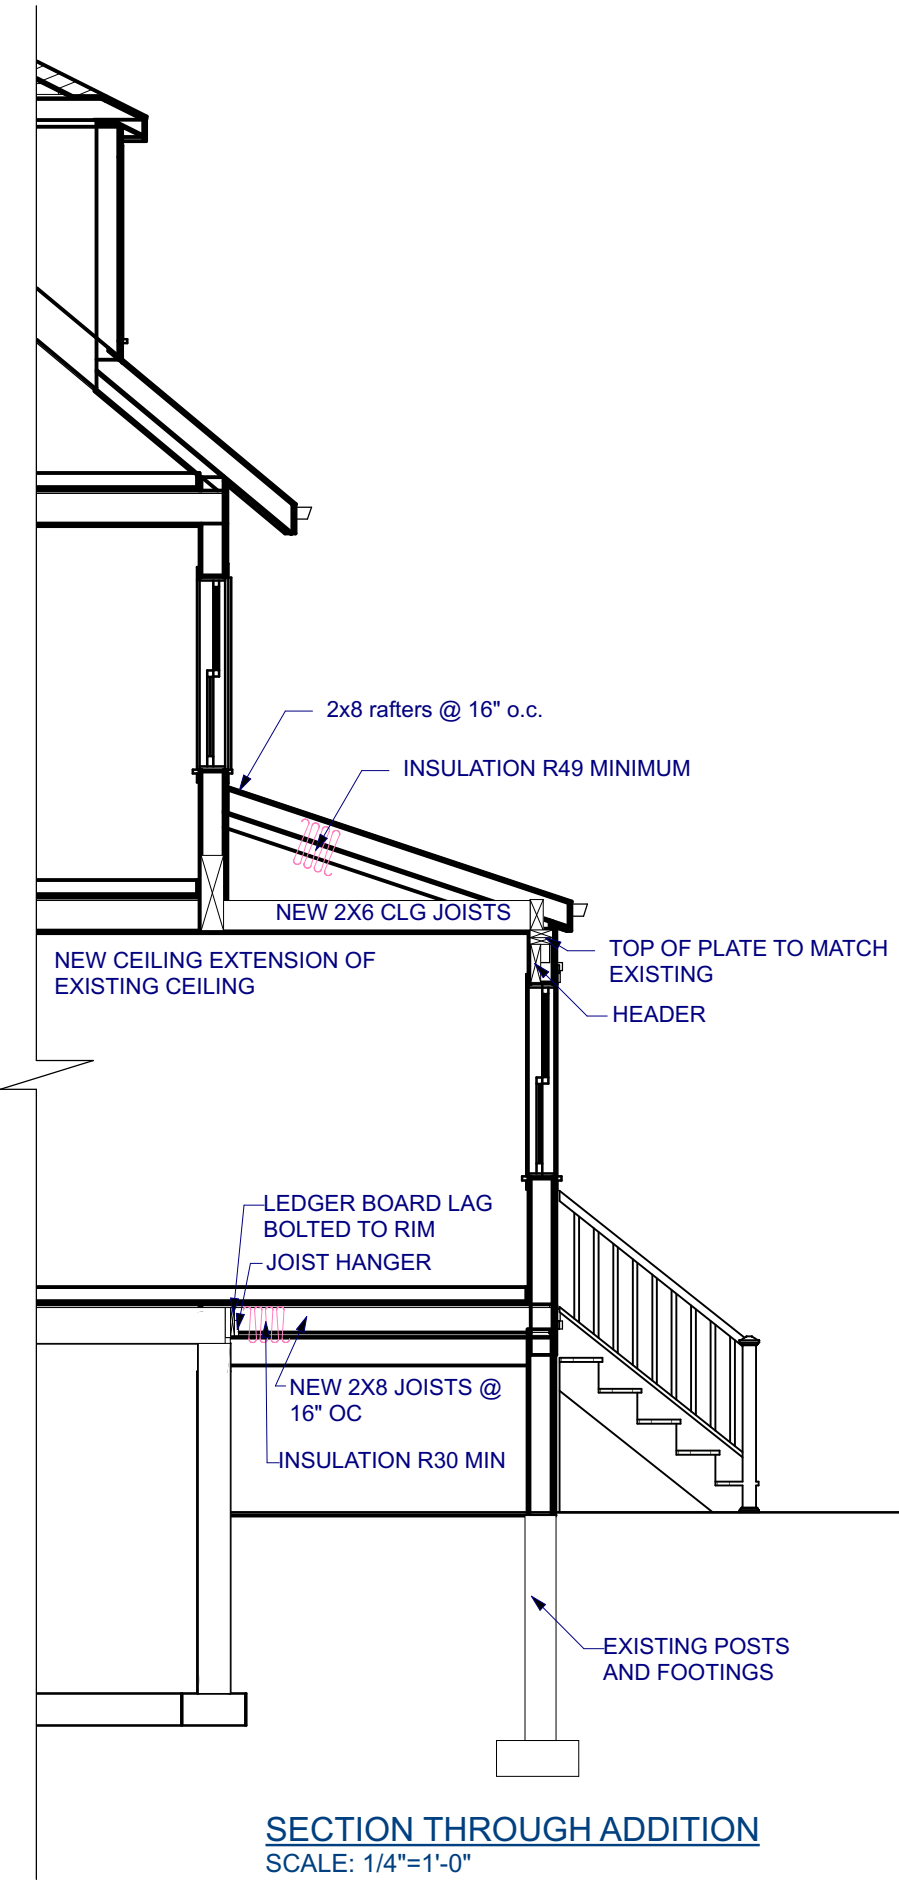 2x8 rafters @ 16" o.c.
INSULATION R49 MINIMUM
NEW 2X6 CLG JOISTS
TOP OF PLATE TO MATCH
EXISTING
NEW CEILING EXTENSION OF
EXISTING CEILING
HEADER
LEDGER BOARD LAG
BOLTED TO RIM
JOIST HANGER
NEW 2X8 JOISTS @
16" OC
INSULATION R30 MIN
EXISTING POSTS
AND FOOTINGS
SECTION THROUGH ADDITION
SCALE: 1/4"=1'-0"